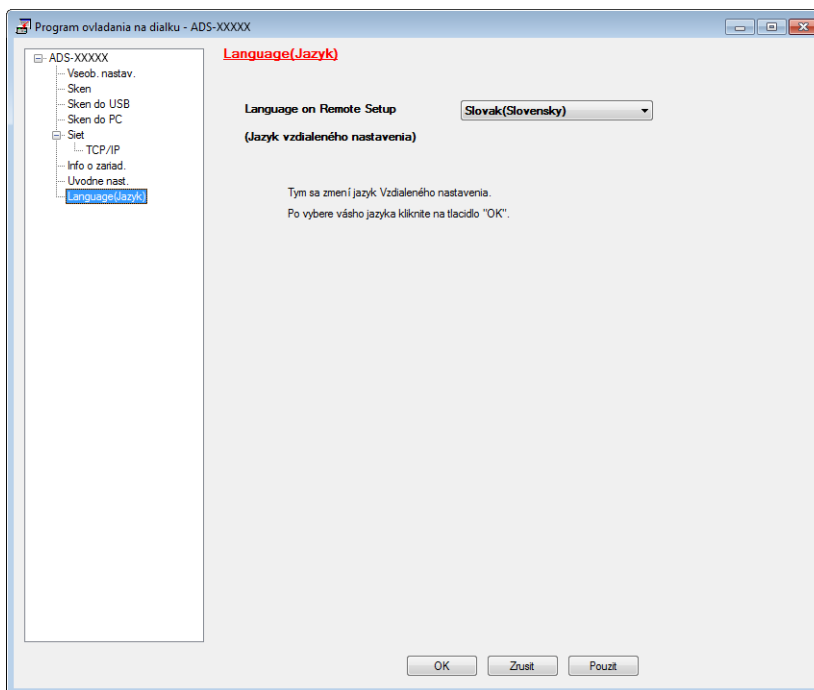 Program ovladania na dialku - ADS-XXXXX
ADS-XXXXX
Vseob. nastav.
Sken
Sken do USB
Sken do PC
Siet
TCP/IP
Info o zariad.
Uvodne nast.
Language(Jazyk)
Language(Jazyk)
Language on Remote Setup
Slovak(Slovensky)
(Jazyk vzdialeného nastavenia)
Tym sa zmení jazyk Vzdialeného nastavenia.
Po vybere vásho jazyka kliknite na tlacidlo "OK".
OK
Zrusit
Pouzit